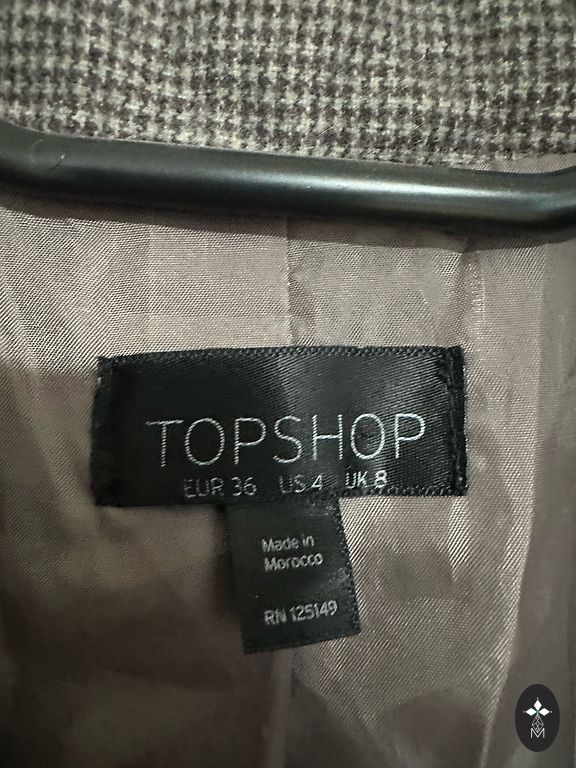 TOPSHOP
EUR 36 US 4 UK 8
Made in
Morocco
RN 125149
M